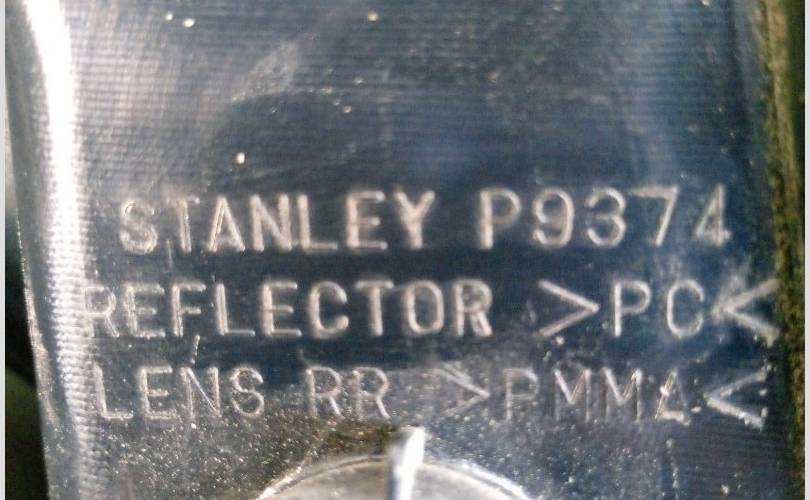 STANLEY P9374
REFLECTOR >PC<
LENS RR >PMMA<